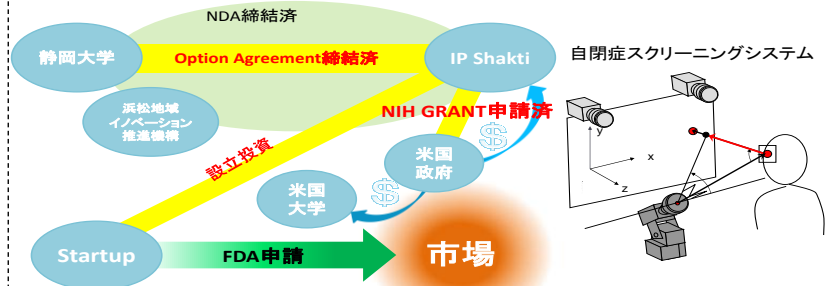 NDA締結済
静岡大学
Option Agreement締結済
IP Shakti
自閉症スクリーニングシステム
浜松地域
イノベーション
推進機構
NIH GRANT申請済
$
設立投資
米国
政府
米国
大学
$
Startup
FDA申請
市場
y
x
z